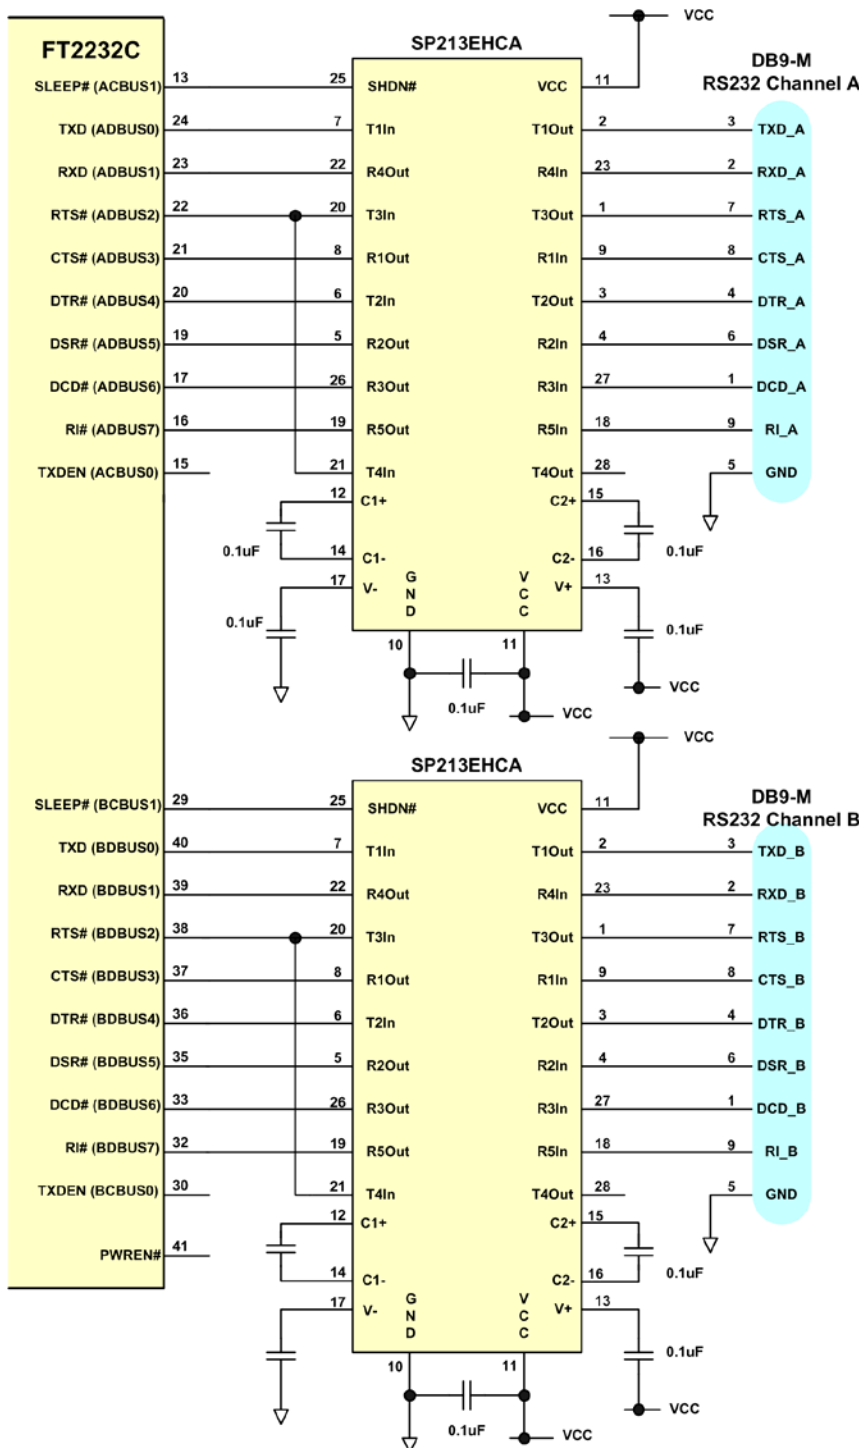 FT2232C
SP213EHCA
VCC
DB9-M
RS232 Channel A
SLEEP# (ACBUS1) 13 25 SHDN# VCC 11
TXD (ADBUS0) 24 7 T1In T1Out 2 3 TXD_A
RXD (ADBUS1) 23 22 R4Out R4In 23 2 RXD_A
RTS# (ADBUS2) 22 20 T3In T3Out 1 7 RTS_A
CTS# (ADBUS3) 21 8 R1Out R1In 9 8 CTS_A
DTR# (ADBUS4) 20 6 T2In T2Out 3 4 DTR_A
DSR# (ADBUS5) 19 5 R2Out R2In 4 6 DSR_A
DCD# (ADBUS6) 17 26 R3Out R3In 27 1 DCD_A
RI# (ADBUS7) 16 19 R5Out R5In 18 9 RI_A
TXDEN (ACBUS0) 15 21 T4In T4Out 28 5 GND
12 C1+ C2+ 15
0.1uF 0.1uF
14 C1- C2- 16
17 V- GND VCC V+ 13
0.1uF 0.1uF
10 11
0.1uF VCC VCC
SP213EHCA
VCC
DB9-M
RS232 Channel B
SLEEP# (BCBUS1) 29 25 SHDN# VCC 11
TXD (BDBUS0) 40 7 T1In T1Out 2 3 TXD_B
RXD (BDBUS1) 39 22 R4Out R4In 23 2 RXD_B
RTS# (BDBUS2) 38 20 T3In T3Out 1 7 RTS_B
CTS# (BDBUS3) 37 8 R1Out R1In 9 8 CTS_B
DTR# (BDBUS4) 36 6 T2In T2Out 3 4 DTR_B
DSR# (BDBUS5) 35 5 R2Out R2In 4 6 DSR_B
DCD# (BDBUS6) 33 26 R3Out R3In 27 1 DCD_B
RI# (BDBUS7) 32 19 R5Out R5In 18 9 RI_B
TXDEN (BCBUS0) 30 21 T4In T4Out 28 5 GND
12 C1+ C2+ 15
PWREN# 41
0.1uF
14 C1- C2- 16
17 V- GND VCC V+ 13
0.1uF
10 11
VCC
0.1uF VCC